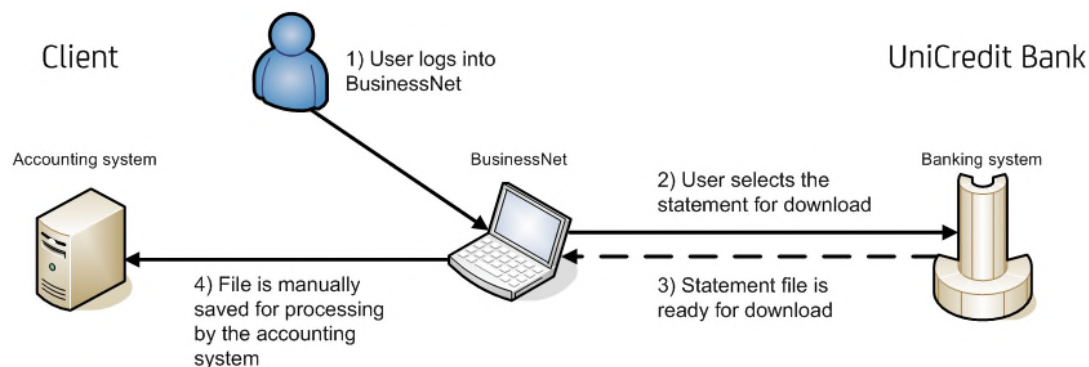 Client
1) User logs into
BusinessNet
UniCredit Bank
Accounting system
BusinessNet
Banking system
2) User selects the
statement for download
4) File is manually
saved for processing
by the accounting
system
3) Statement file is
ready for download